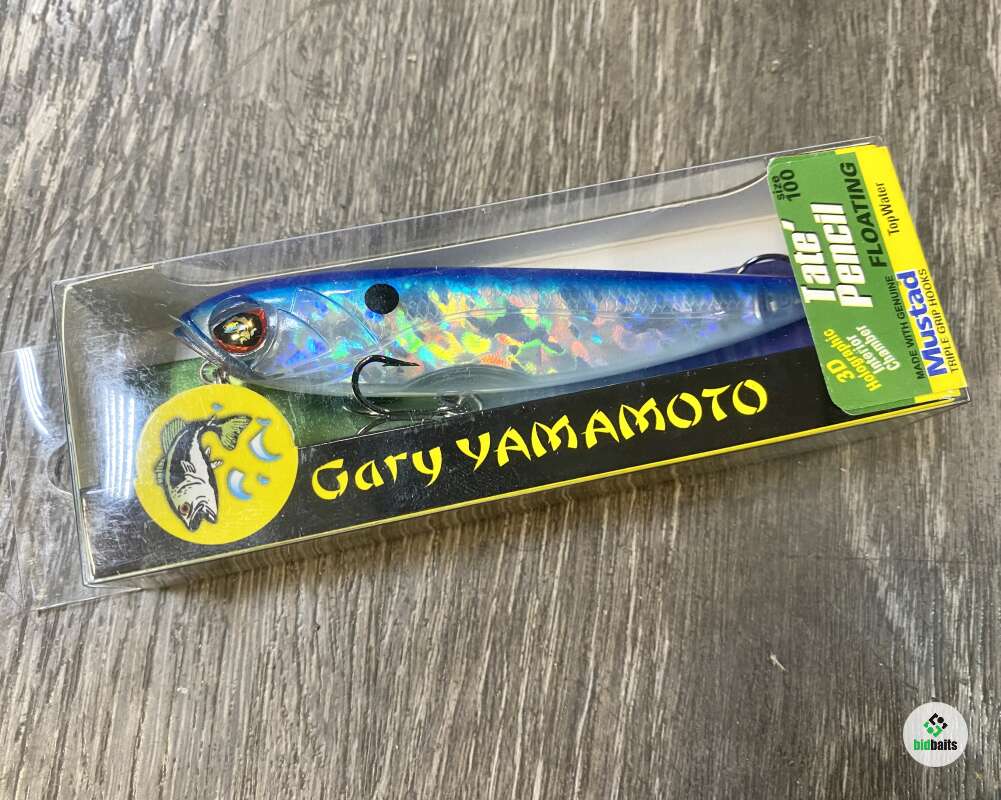 size
100
Tate'
Pencil
FLOATING
Top Water
3D
Holographic
Interior
Chamber
MADE WITH GENUINE
Mustad
TRIPLE GRIP HOOKS
Gary YAMAMOTO
bidbaits